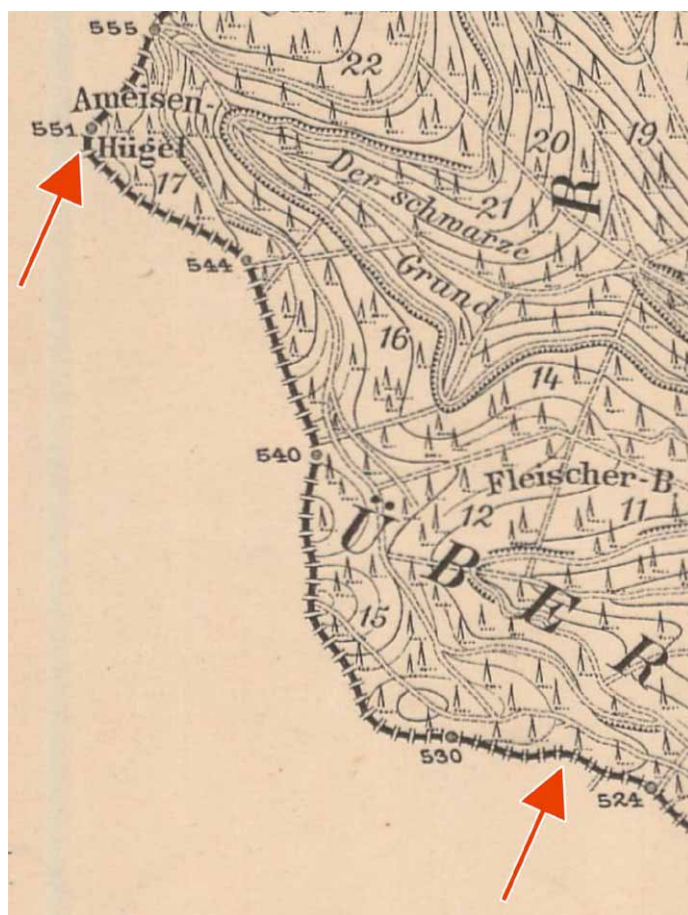 555
22
Ameisen-
551
Hügel
17
20
19
R
Der schwarze
21
Grund
544
16
14
540
Fleischer-B.
12
11
ÜBER
15
530
524